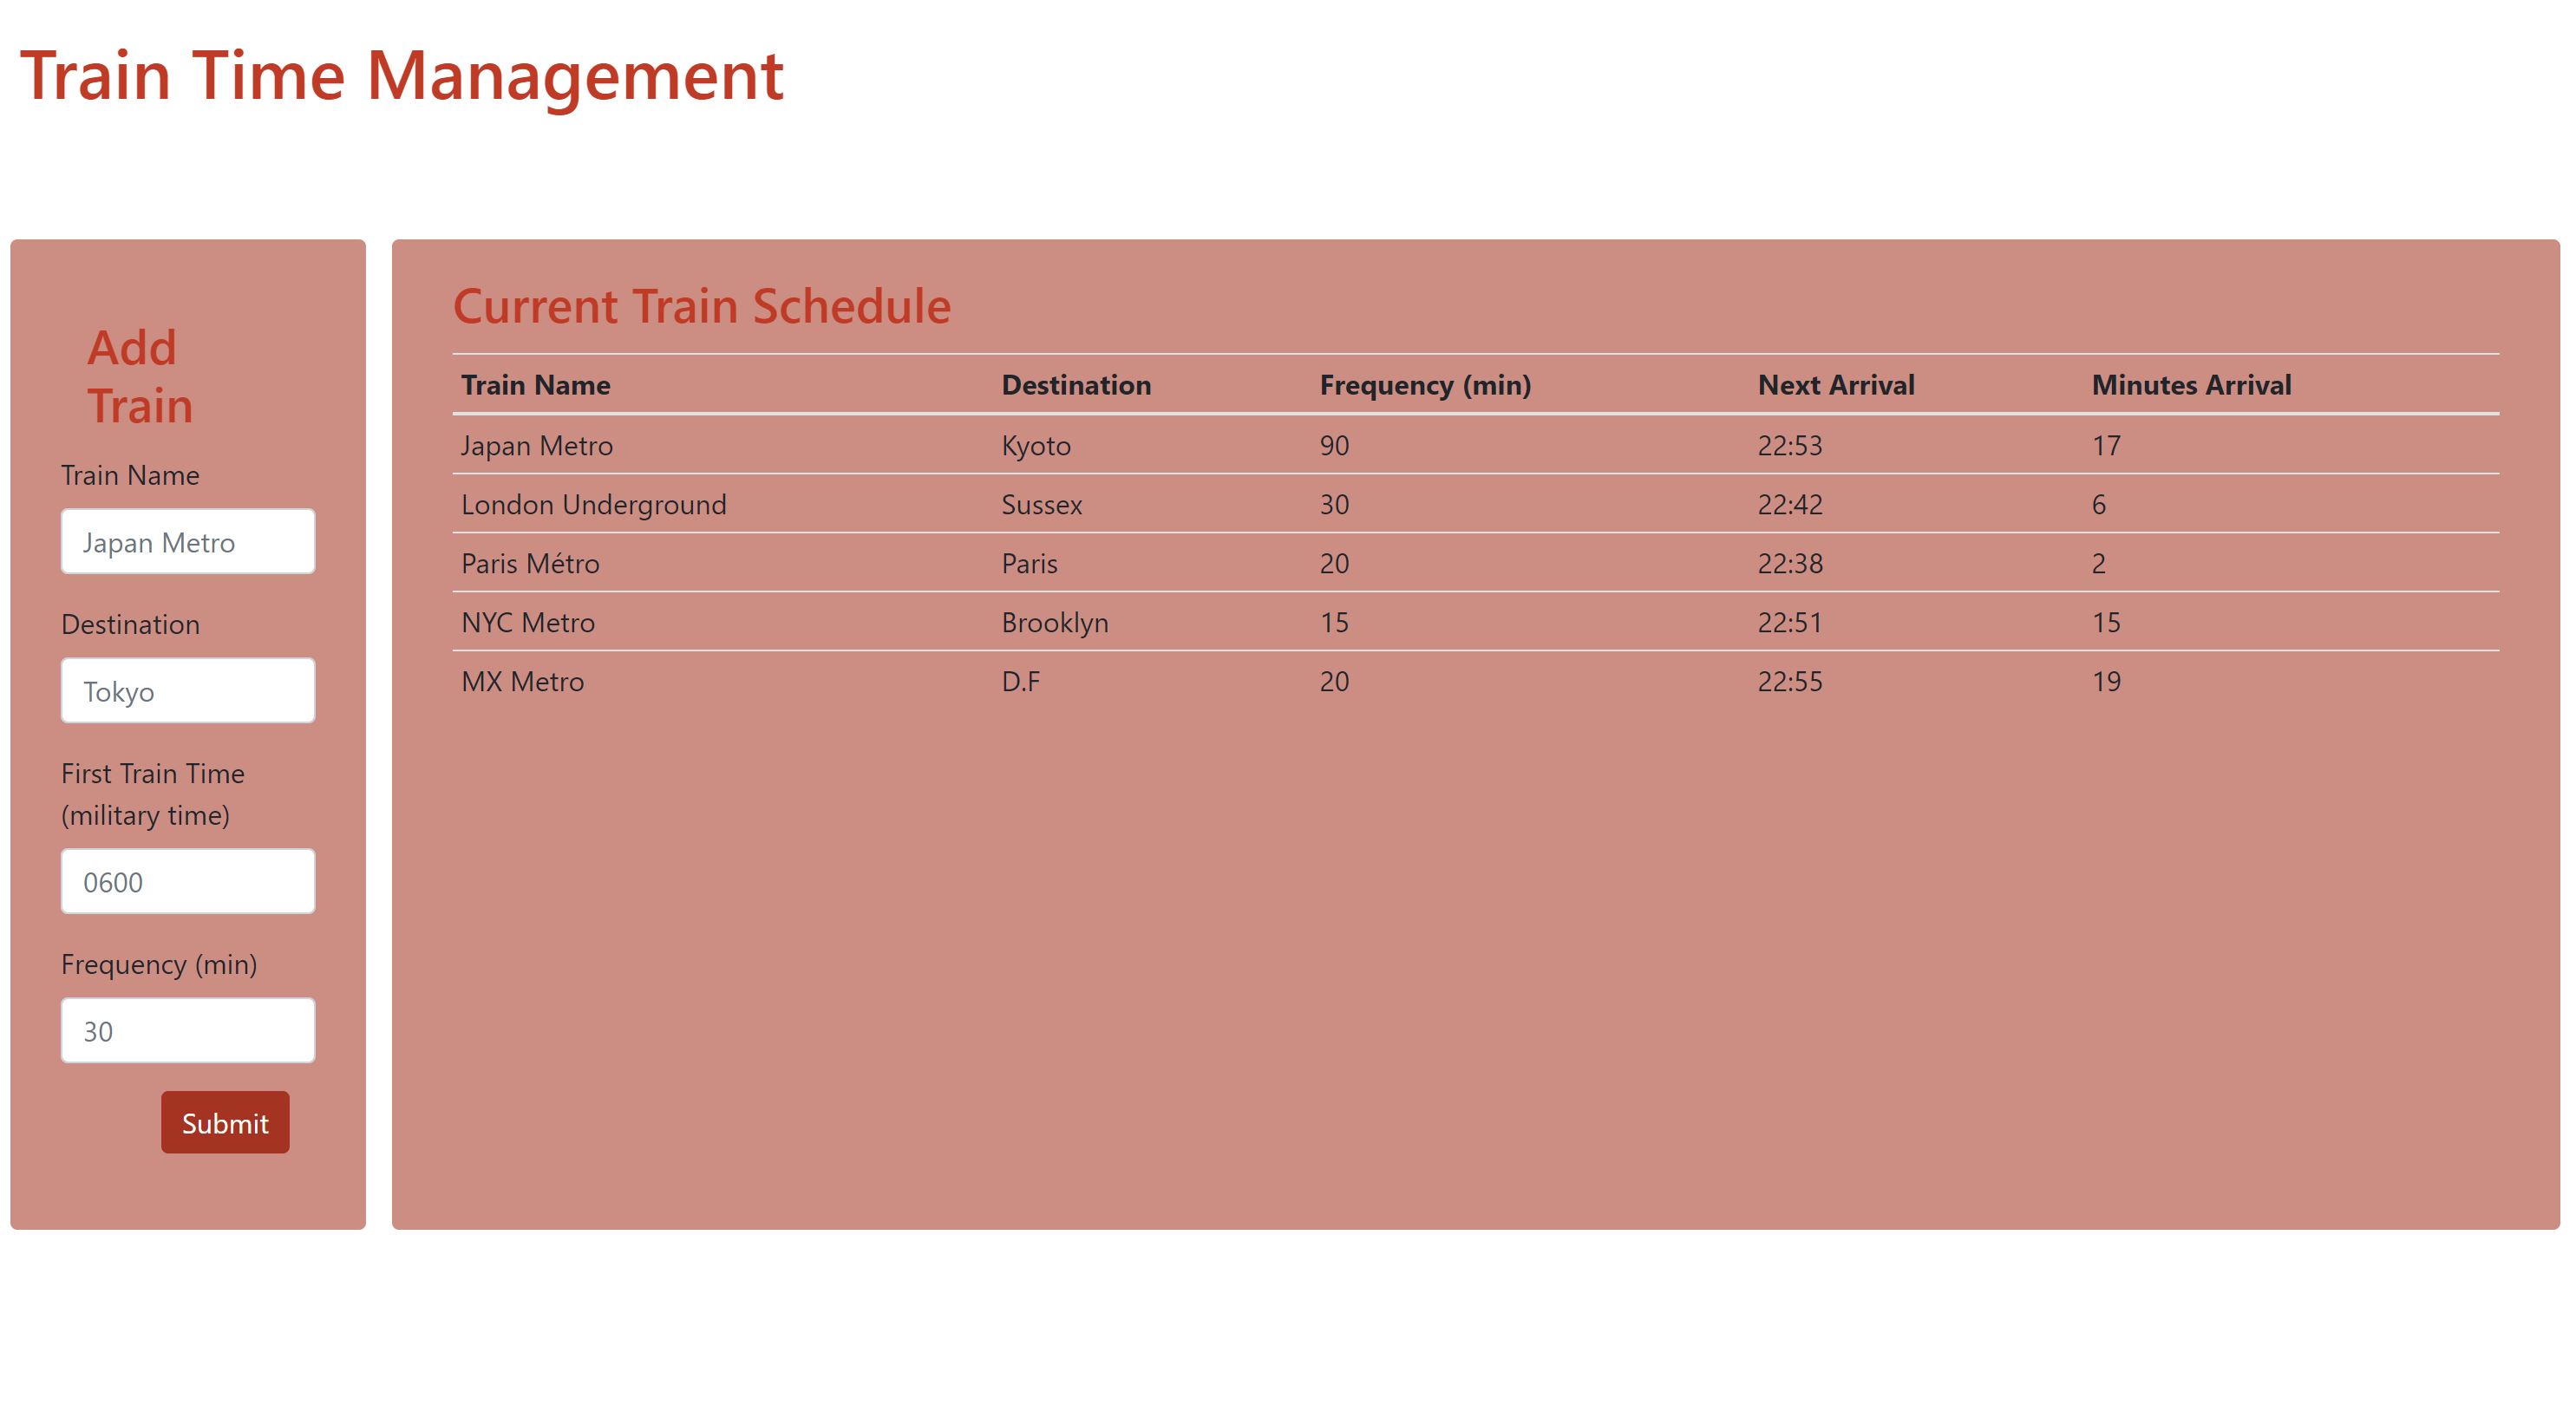 Train Time Management
Add
Train
Train Name
Japan Metro
Destination
Tokyo
First Train Time
(military time)
0600
Frequency (min)
30
Submit
Current Train Schedule
Train Name Destination Frequency (min) Next Arrival Minutes Arrival
Japan Metro Kyoto 90 22:53 17
London Underground Sussex 30 22:42 6
Paris Métro Paris 20 22:38 2
NYC Metro Brooklyn 15 22:51 15
MX Metro D.F 20 22:55 19